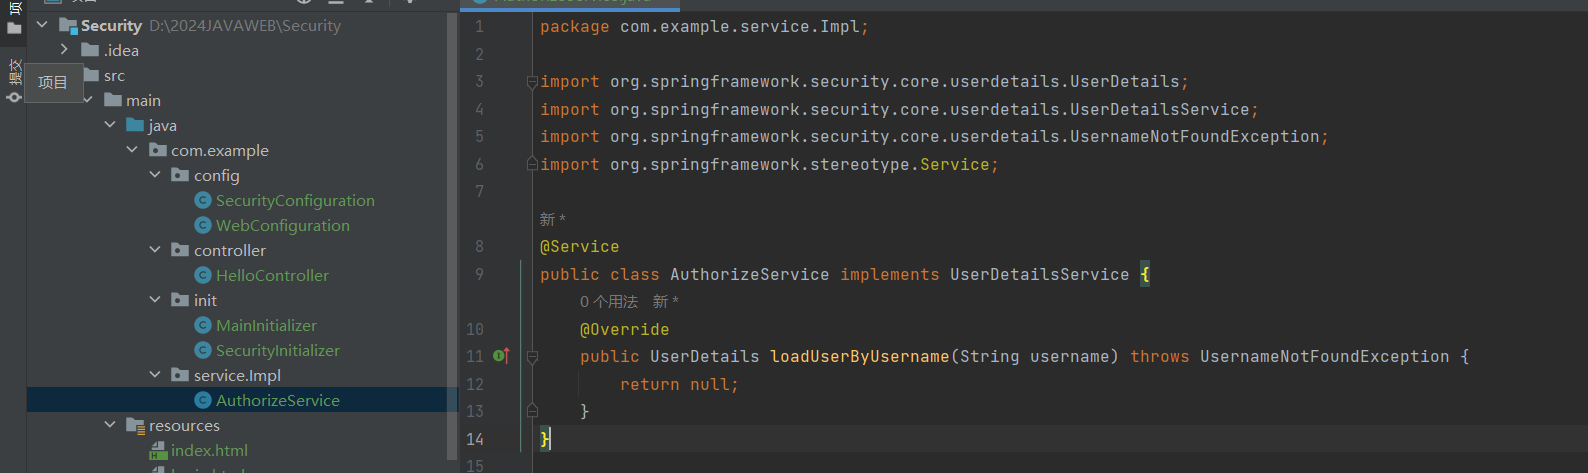 项
提交
项目
Security D:\2024JAVAWEB\Security
.idea
src
main
java
com.example
config
SecurityConfiguration
WebConfiguration
controller
HelloController
init
MainInitializer
SecurityInitializer
service.Impl
AuthorizeService
resources
index.html
1 package com.example.service.Impl;
2
3 import org.springframework.security.core.userdetails.UserDetails;
4 import org.springframework.security.core.userdetails.UserDetailsService;
5 import org.springframework.security.core.userdetails.UsernameNotFoundException;
6 import org.springframework.stereotype.Service;
7
新 *
8 @Service
9 public class AuthorizeService implements UserDetailsService {
0 个用法 新 *
10 @Override
11 public UserDetails loadUserByUsername(String username) throws UsernameNotFoundException {
12 return null;
13 }
14 }
15